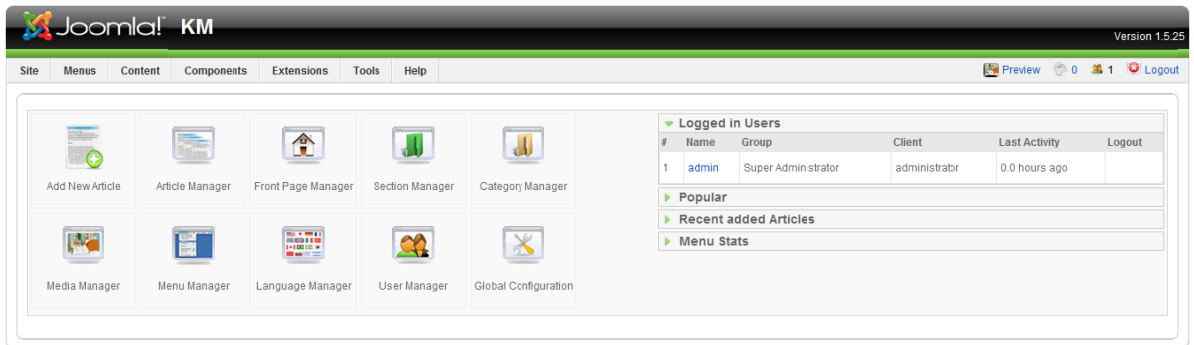 Joomla! KM
Version 1.5.25
Site Menus Content Components Extensions Tools Help Preview 0 1 Logout
Logged in Users
# Name Group Client Last Activity Logout
1 admin Super Administrator administrator 0.0 hours ago
Add New Article Article Manager Front Page Manager Section Manager Category Manager
Popular
Recent added Articles
Menu Stats
Media Manager Menu Manager Language Manager User Manager Global Configuration